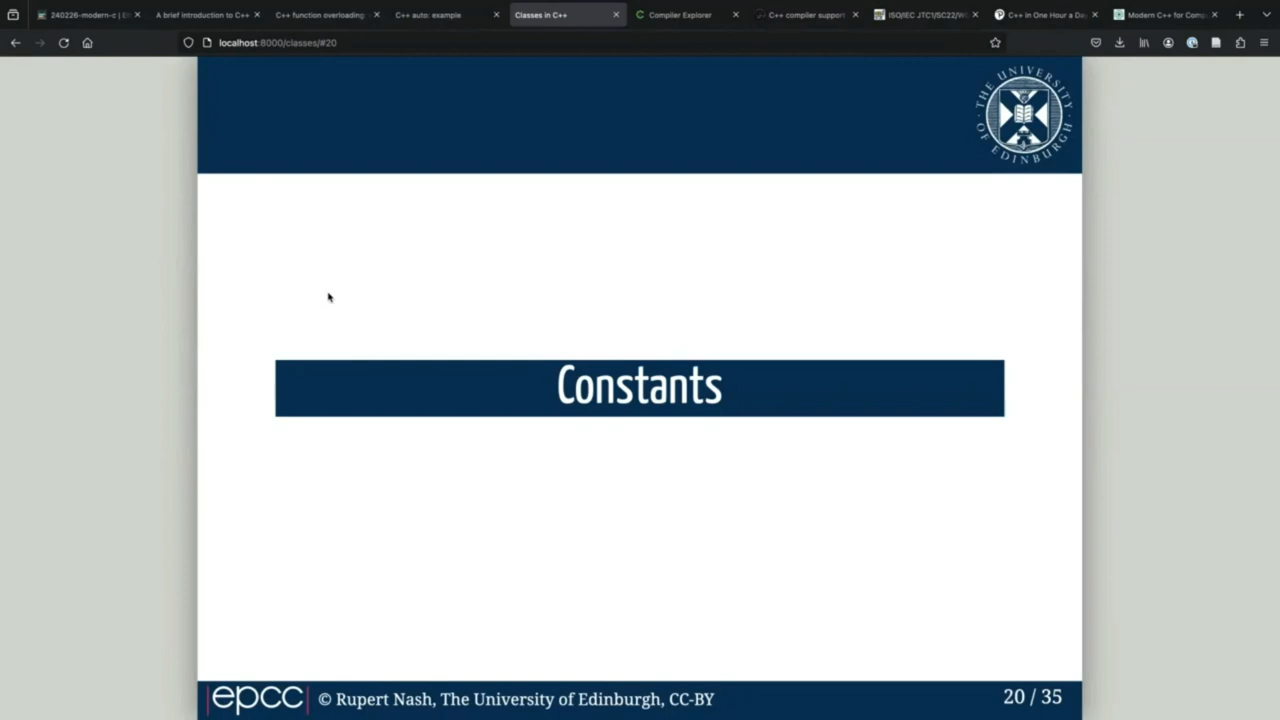 240226-modern-c
A brief introduction to C++
C++ function overloading
C++ auto: example
Classes in C++
Compiler Explorer
C++ compiler support
ISO/IEC JTC1/SC22/W
C++ in One Hour a Da
Modern C++ for Comp
localhost:8000/classes/#20
THE UNIVERSITY OF EDINBURGH
Constants
epcc
© Rupert Nash, The University of Edinburgh, CC-BY
20 / 35